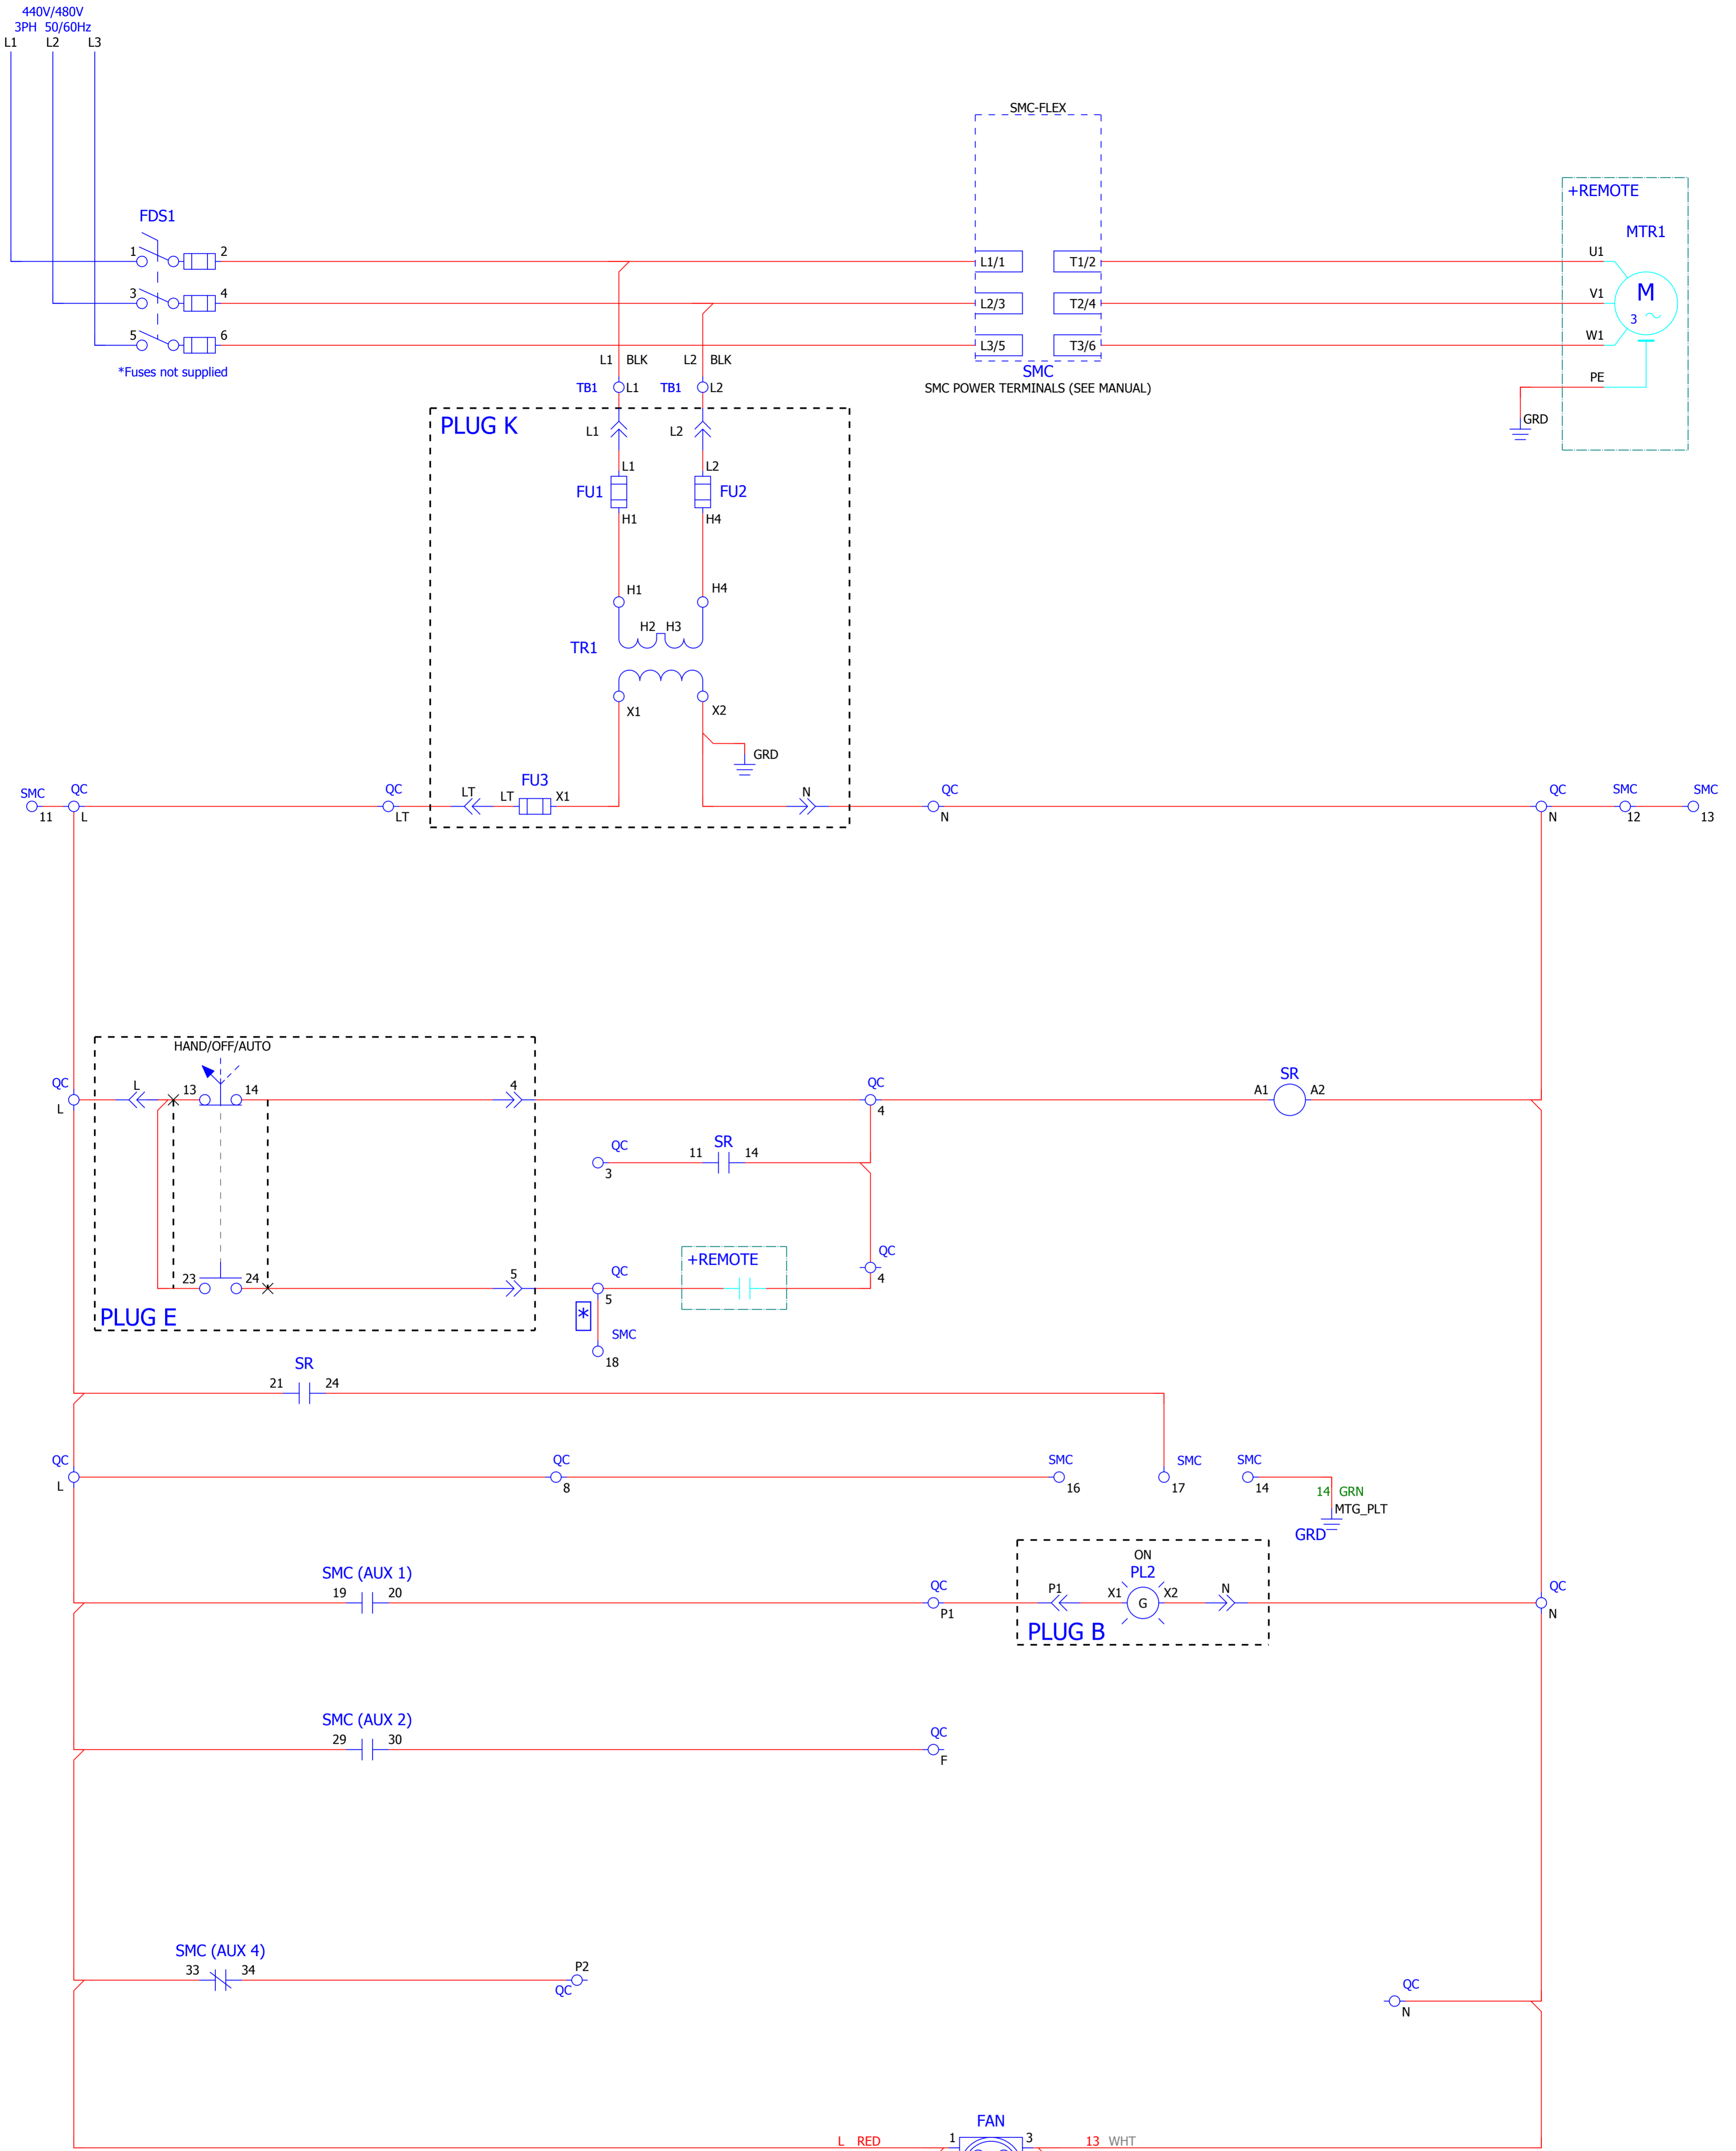 440V/480V
3PH 50/60Hz
L1 L2 L3
SMC-FLEX
+REMOTE
FDS1
MTR1
1 2 L1/1 T1/2 U1
3 4 L2/3 T2/4 V1 M
3
5 6 L3/5 T3/6 W1
*Fuses not supplied
L1 BLK L2 BLK
SMC
PE
TB1 L1 TB1 L2
SMC POWER TERMINALS (SEE MANUAL)
PLUG K
GRD
L1 L2
L1 L2
FU1 FU2
H1 H4
H1 H4
H2 H3
TR1
X1 X2
GRD
FU3
SMC QC QC LT LT X1 N QC QC SMC SMC
11 L LT N N 12 13
HAND/OFF/AUTO
QC L 13 14 4 QC SR
L 4 A1 A2
QC 11 SR 14
3
+REMOTE QC
4
23 24 5 QC
5
PLUG E * SMC
18
SR
21 24
QC QC SMC SMC SMC
L 8 16 17 14
14 GRN
MTG_PLT
GRD
ON
SMC (AUX 1) PL2
19 20 QC P1 X1 G X2 N QC
P1 N
PLUG B
SMC (AUX 2)
29 30 QC
F
SMC (AUX 4)
33 34 P2
QC
QC
N
FAN
L RED 1 3 13 WHT